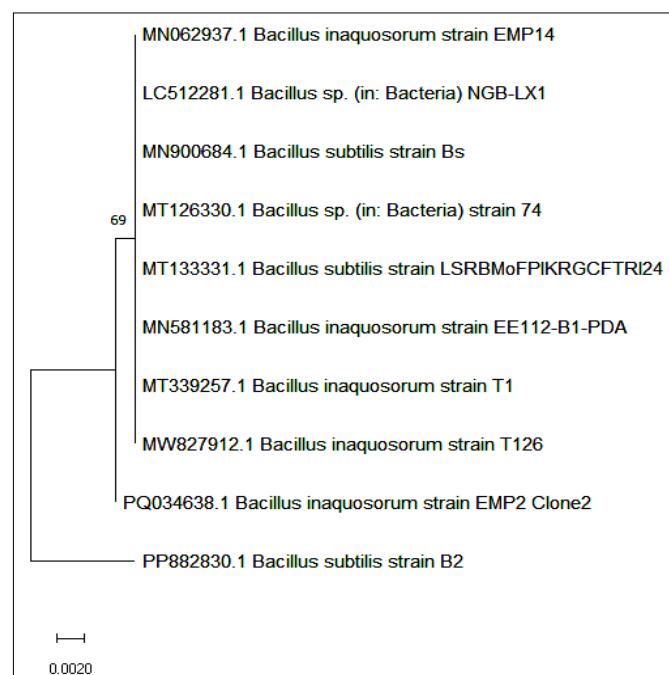 MN062937.1 Bacillus inaquosorum strain EMP14
LC512281.1 Bacillus sp. (in: Bacteria) NGB-LX1
MN900684.1 Bacillus subtilis strain Bs
MT126330.1 Bacillus sp. (in: Bacteria) strain 74
69
MT133331.1 Bacillus subtilis strain LSRBMoFPIKRGCFTRI24
MN581183.1 Bacillus inaquosorum strain EE112-B1-PDA
MT339257.1 Bacillus inaquosorum strain T1
MW827912.1 Bacillus inaquosorum strain T126
PQ034638.1 Bacillus inaquosorum strain EMP2 Clone2
PP882830.1 Bacillus subtilis strain B2
0.0020